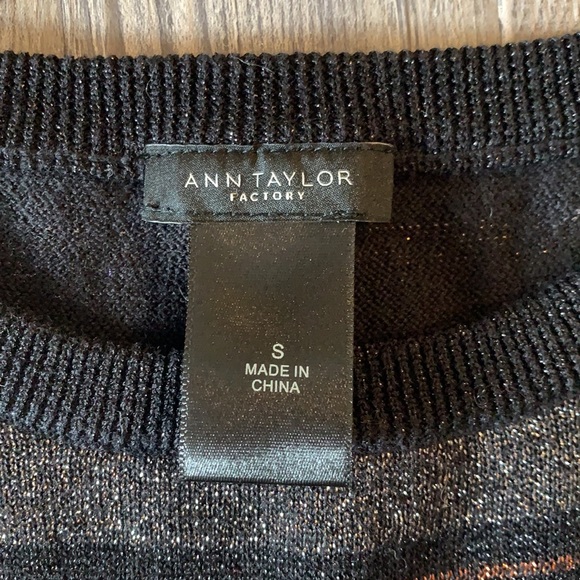 ANN TAYLOR
FACTORY
S
MADE IN
CHINA